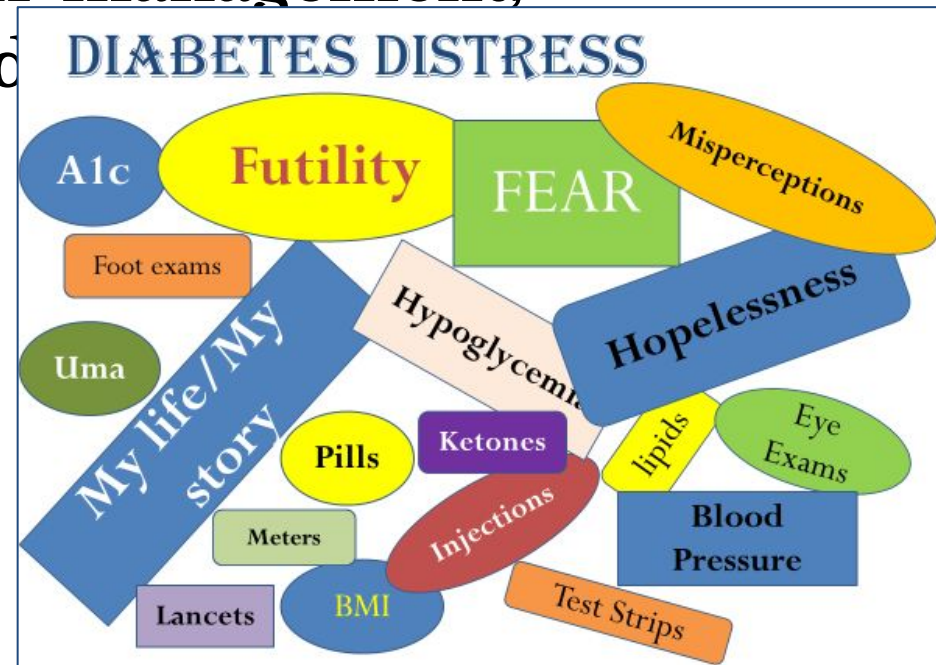 DIABETES DISTRESS
A1c
Futility
FEAR
Misperceptions
Foot exams
Hypoglycemi
Hopelessness
Uma
My life/My
story
Pills
Ketones
lipids
Eye
Exams
Meters
Injections
Blood
Pressure
Lancets
BMI
Test Strips